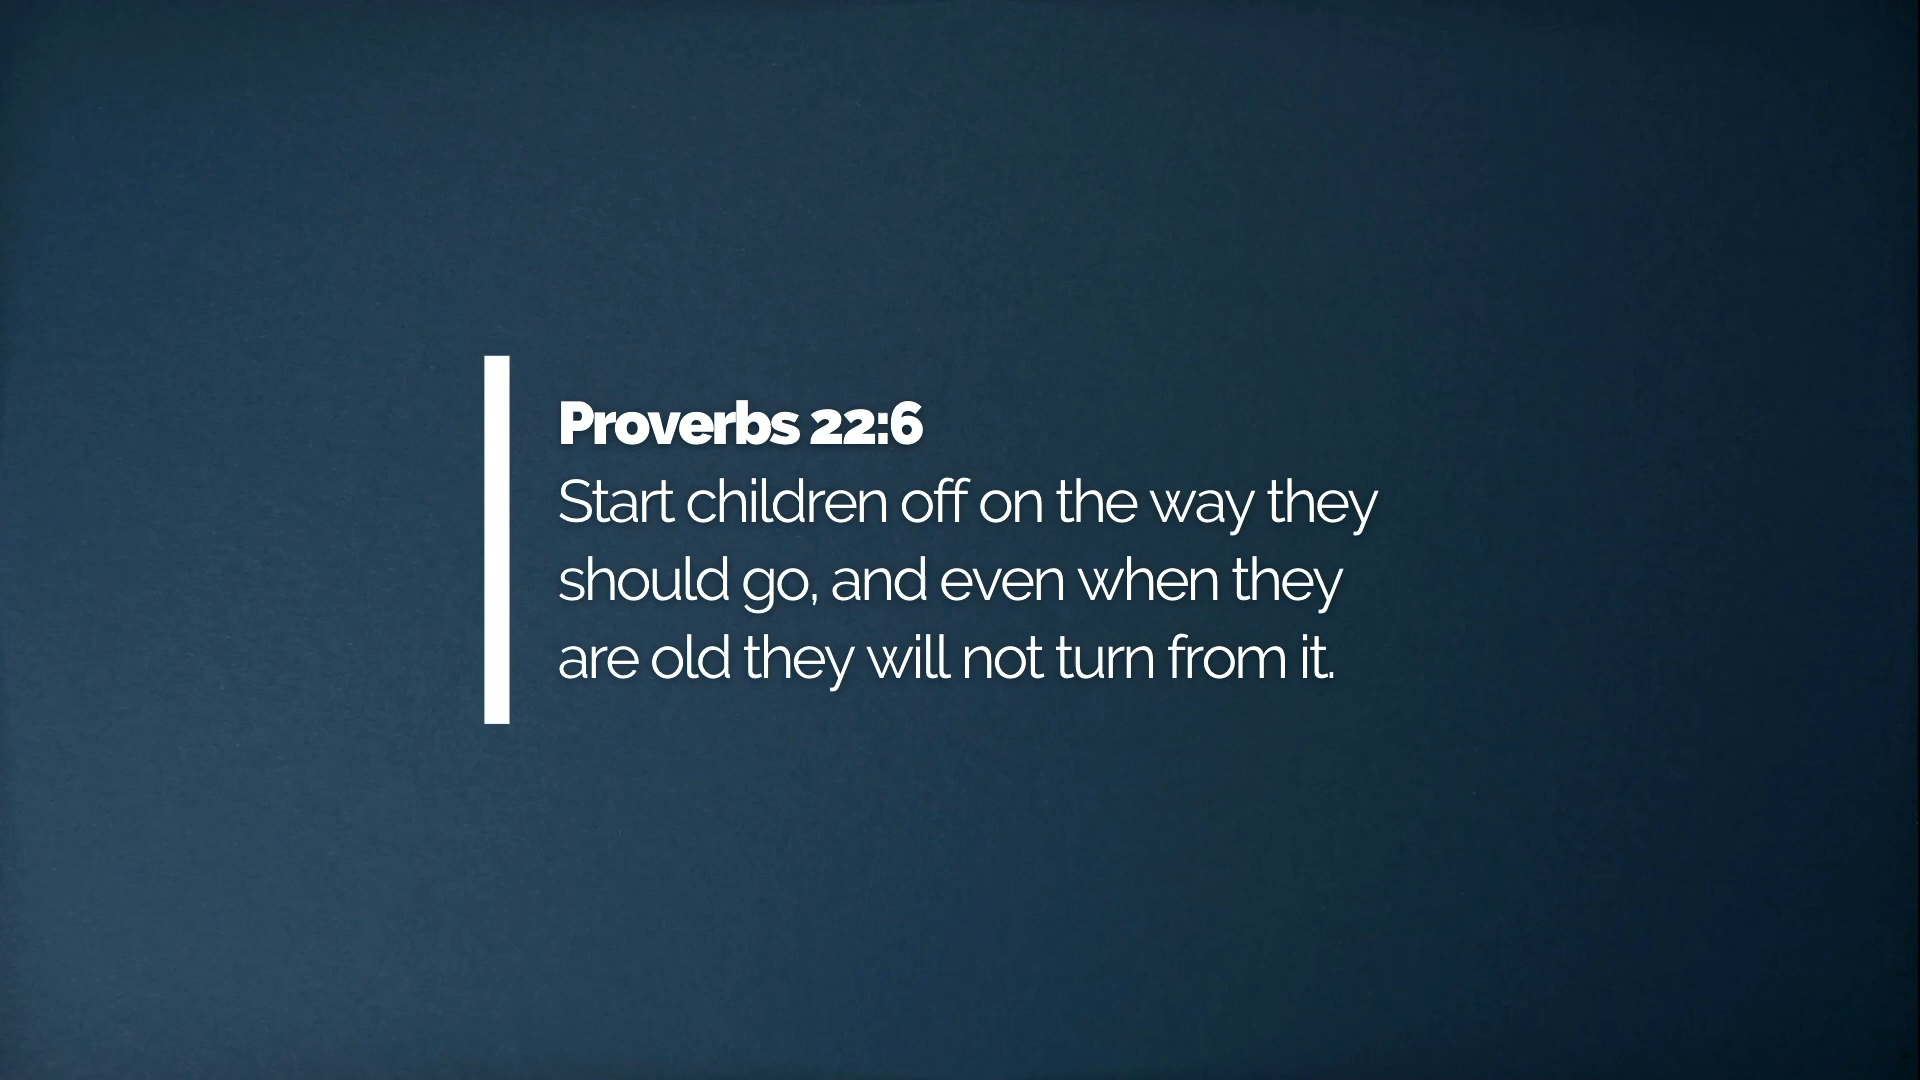 Proverbs 22:6
Start children off on the way they
should go, and even when they
are old they will not turn from it.